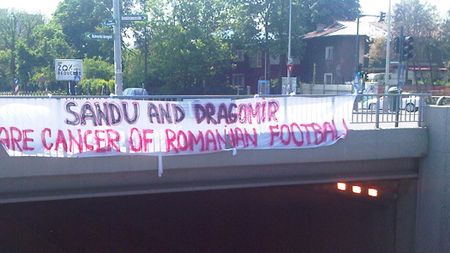 SANDU AND DRAGOMIR
ARE CANCER OF ROMANIAN FOOTBALL